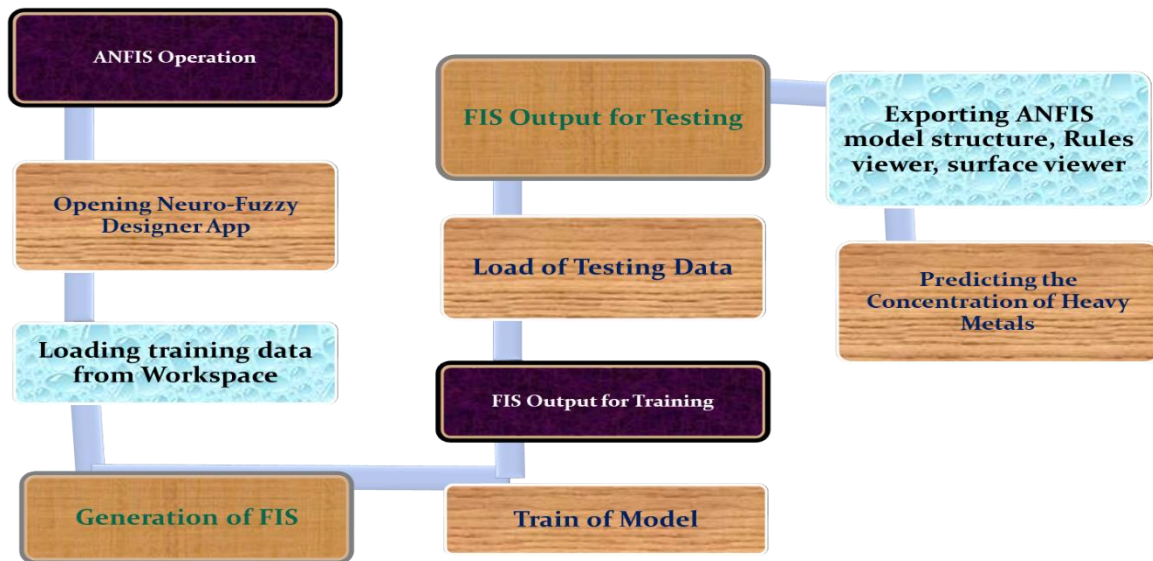 ANFIS Operation
Opening Neuro-Fuzzy
Designer App
Loading training data
from Workspace
Generation of FIS
Train of Model
FIS Output for Training
Load of Testing Data
FIS Output for Testing
Exporting ANFIS
model structure, Rules
viewer, surface viewer
Predicting the
Concentration of Heavy
Metals